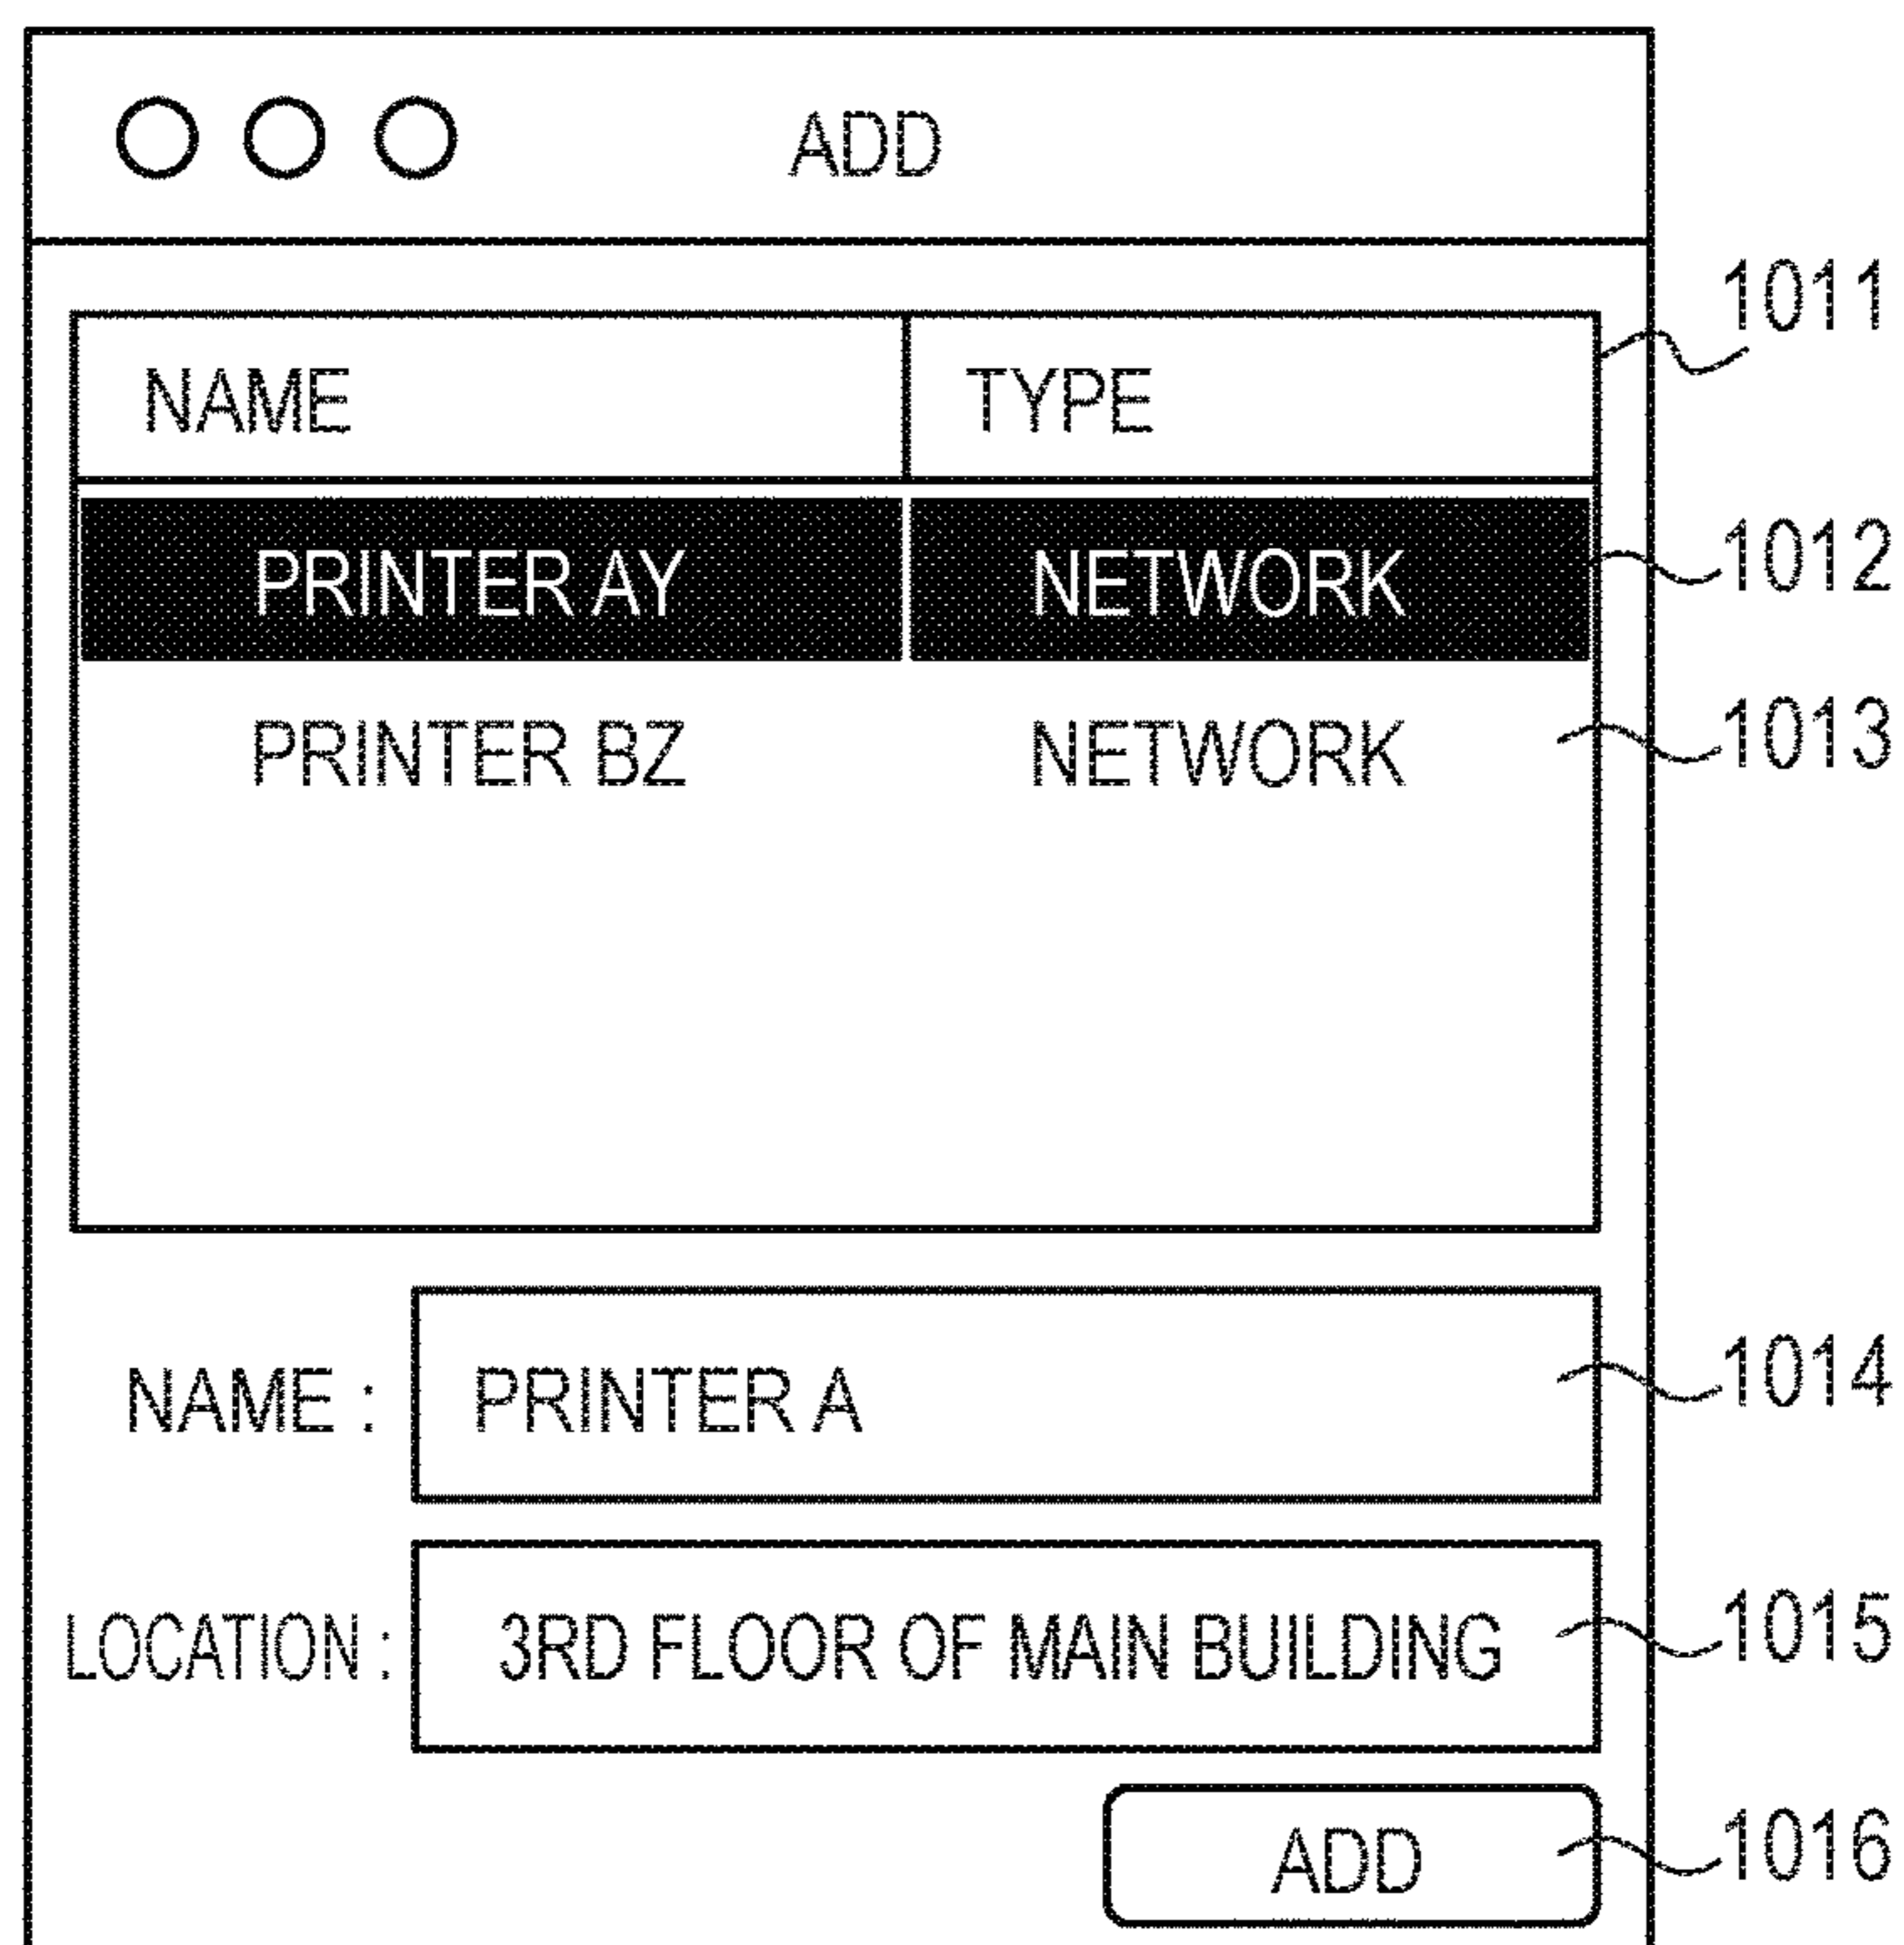 ADD
NAME TYPE 1011
PRINTER AY NETWORK 1012
PRINTER BZ NETWORK 1013
NAME : PRINTER A 1014
LOCATION : 3RD FLOOR OF MAIN BUILDING 1015
ADD 1016